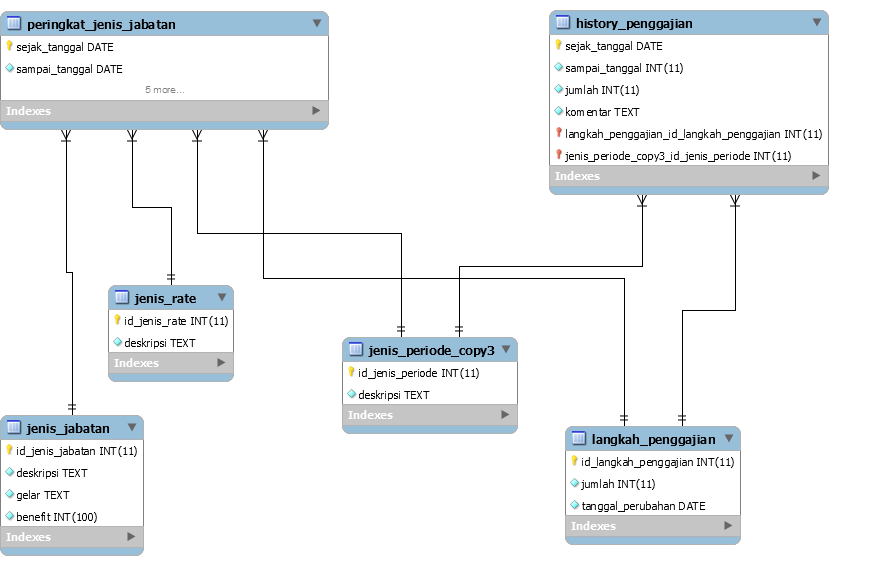 peringkat_jenis_jabatan
sejak_tanggal DATE
sampai_tanggal DATE
5 more...
Indexes
history_penggajian
sejak_tanggal DATE
sampai_tanggal INT(11)
jumlah INT(11)
komentar TEXT
langkah_penggajian_id_langkah_penggajian INT(11)
jenis_periode_copy3_id_jenis_periode INT(11)
Indexes
jenis_rate
id_jenis_rate INT(11)
deskripsi TEXT
Indexes
jenis_periode_copy3
id_jenis_periode INT(11)
deskripsi TEXT
Indexes
jenis_jabatan
id_jenis_jabatan INT(11)
deskripsi TEXT
gelar TEXT
benefit INT(100)
Indexes
langkah_penggajian
id_langkah_penggajian INT(11)
jumlah INT(11)
tanggal_perubahan DATE
Indexes